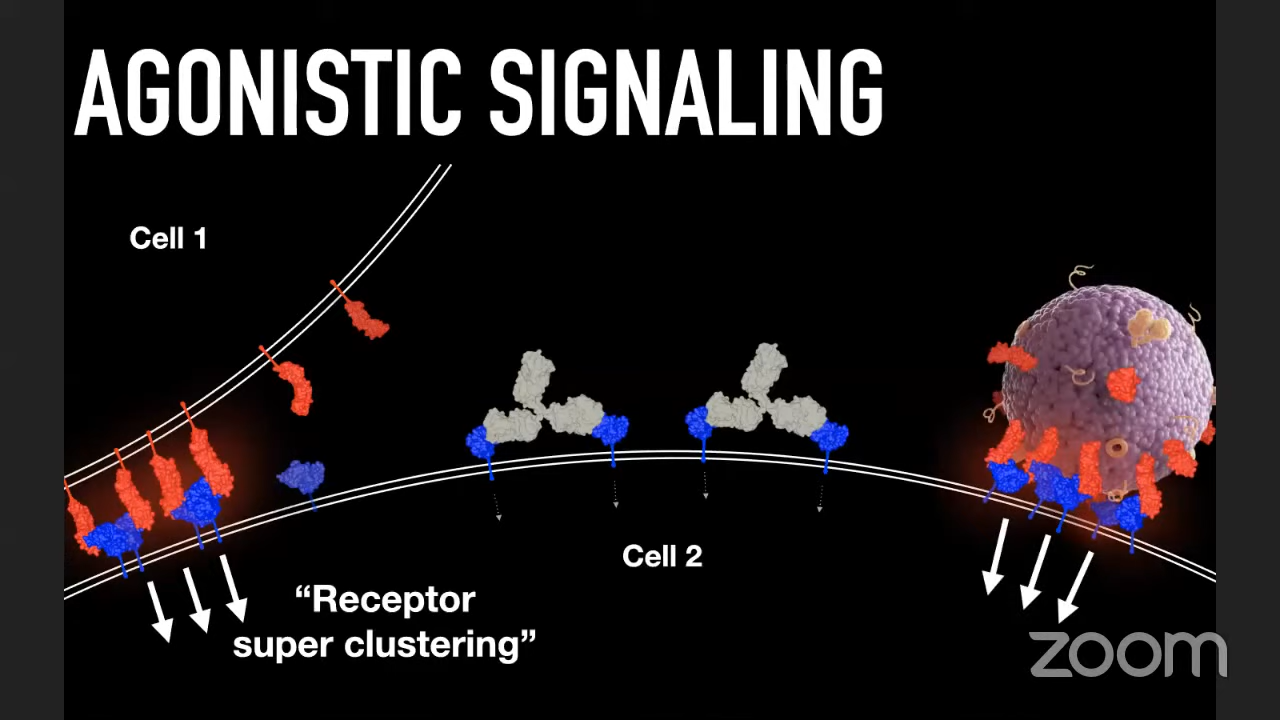 AGONISTIC SIGNALING
Cell 1
Cell 2
“Receptor
super clustering”
zoom